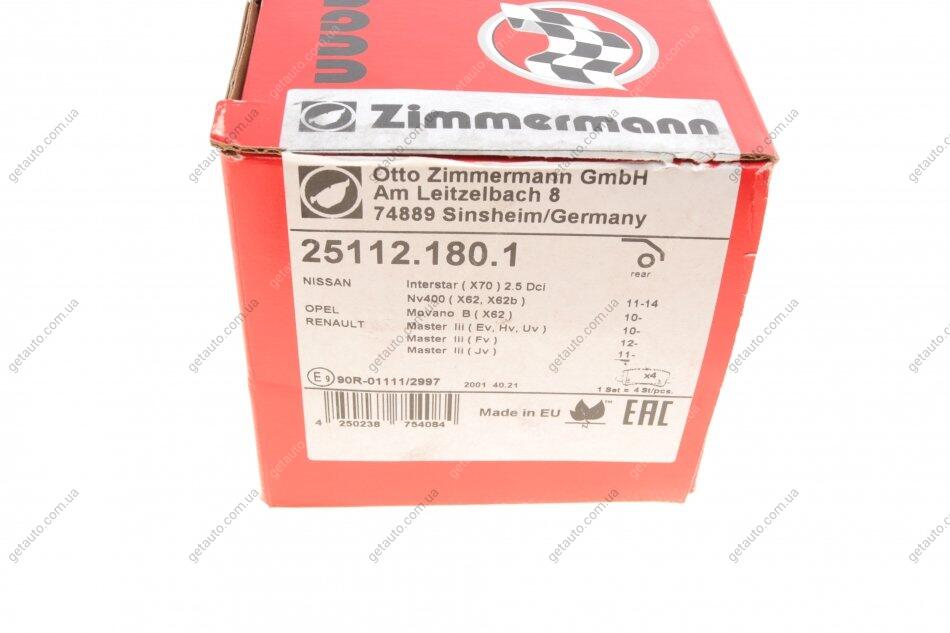 Zimmermann
Otto Zimmermann GmbH
Am Leitzelbach 8
74889 Sinsheim/Germany
25112.180.1
rear
NISSAN Interstar ( X70 ) 2.5 Dci 11-14
Nv400 ( X62, X62b ) 10-
OPEL Movano B ( X62 ) 10-
RENAULT Master Iii ( Ev, Hv, Uv ) 12-
Master Iii ( Fv ) 11-
Master Iii ( Jv )
x4
1 Set = 4 St/pcs.
E9 90R-01111/2997 2001 40.21
4 250238 754084
Made in EU ™ EAC
getauto.com.ua